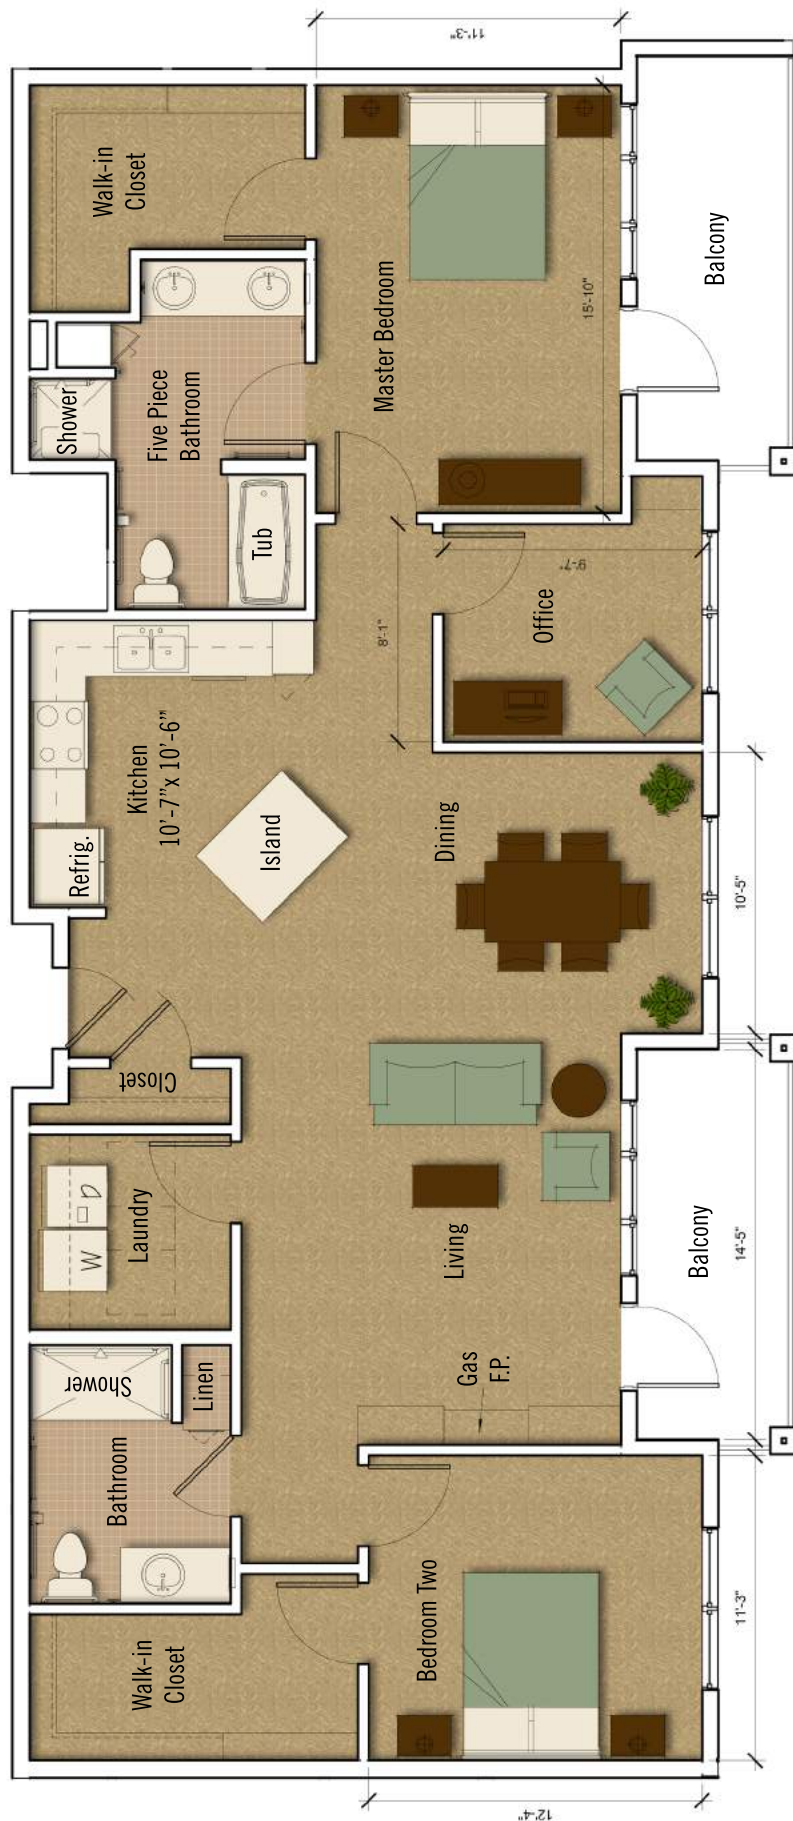 11'-3"
Walk-in
Closet
Master Bedroom
15'-10"
Balcony
Shower
Five Piece
Bathroom
Tub
8'-1"
9'-7"
Office
Kitchen
10'-7"x 10'-6"
Refrig.
Island
Dining
10'-5"
Closet
Laundry
W
d
Living
Gas
F.P.
Balcony
14'-5"
Shower
Linen
Bathroom
Walk-in
Closet
Bedroom Two
11'-3"
12'-4"